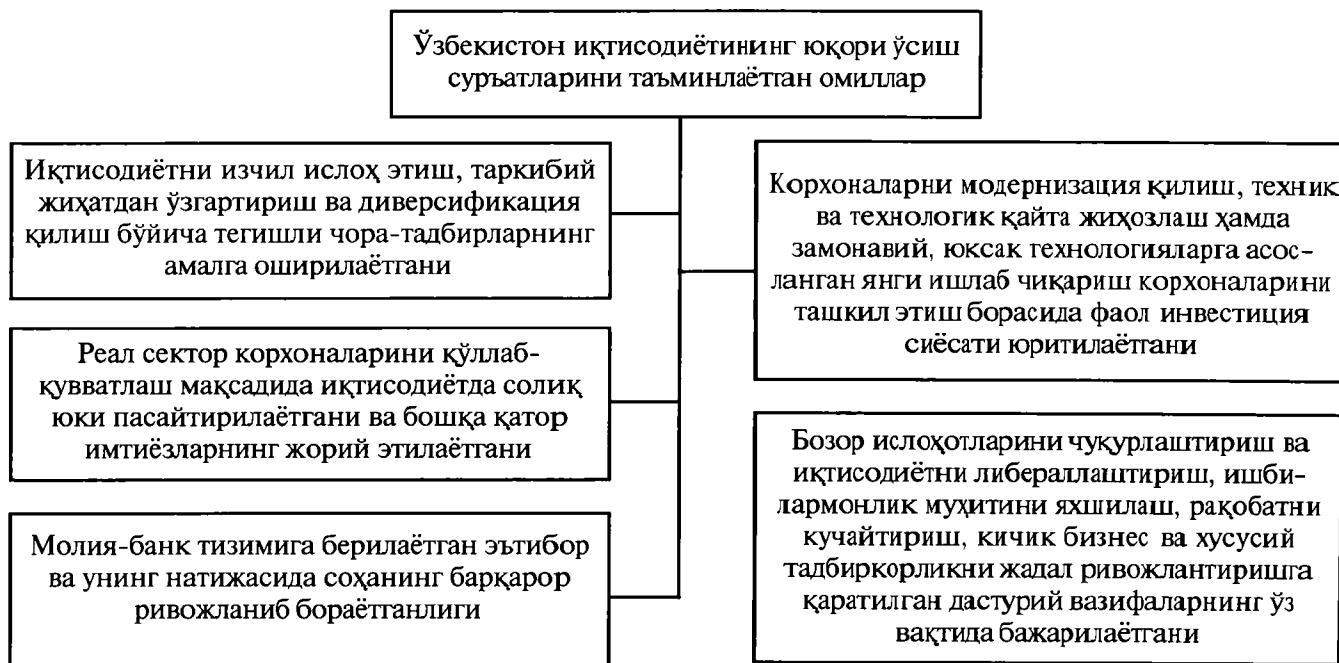 Ўзбекистон иқтисодиётининг юқори ўсиш
суръатларини таъминлаётган омиллар
Иқтисодиётни изчил ислоҳ этиш, таркибий
жиҳатдан ўзгартириш ва диверсификация
қилиш бўйича тегишли чора-тадбирларнинг
амалга оширилаётгани
Реал сектор корхоналарини қўллаб-
қувватлаш мақсадида иқтисодиётда солиқ
юки пасайтирилаётгани ва бошқа қатор
имтиёзларнинг жорий этилаётгани
Молия-банк тизимига берилаётган эътибор
ва унинг натижасида соҳанинг барқарор
ривожланиб бораётганлиги
Корхоналарни модернизация қилиш, техник
ва технологик қайта жиҳозлаш ҳамда
замонавий, юксак технологияларга асос-
ланган янги ишлаб чиқариш корхоналарини
ташкил этиш борасида фаол инвестиция
сиёсати юритилаётгани
Бозор ислоҳотларини чуқурлаштириш ва
иқтисодиётни либераллаштириш, ишби-
лармонлик муҳитини яхшилаш, рақобатни
кучайтириш, кичик бизнес ва хусусий
тадбиркорликни жадал ривожлантиришга
қаратилган дастурий вазифаларнинг ўз
вақтида бажарилаётгани